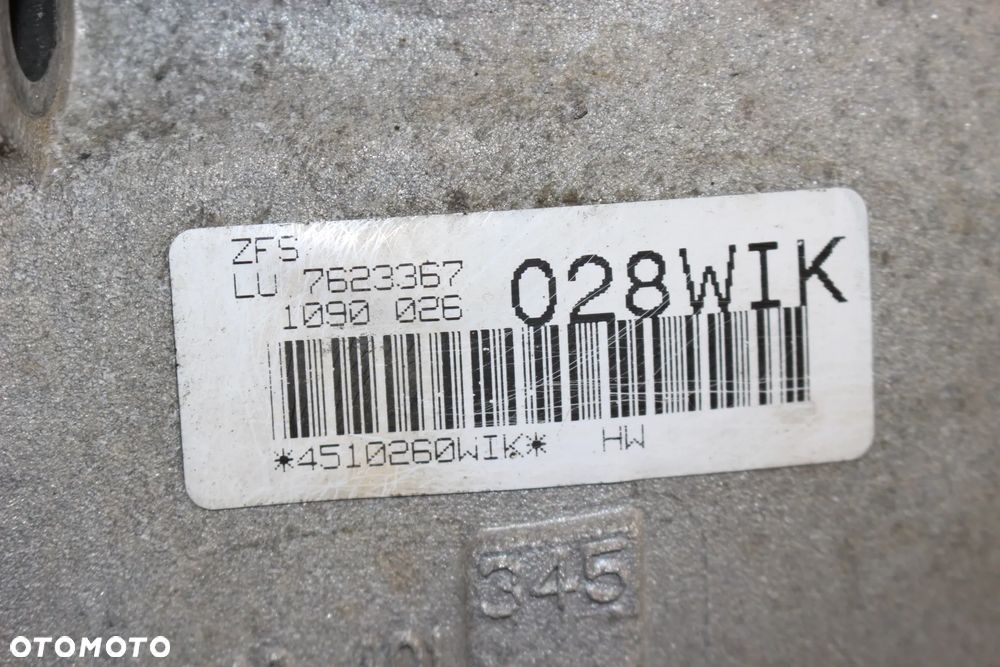 ZFS
LU 7623367
1090 026
028WIK
*4510260WIK* HW
345
OTOMOTO